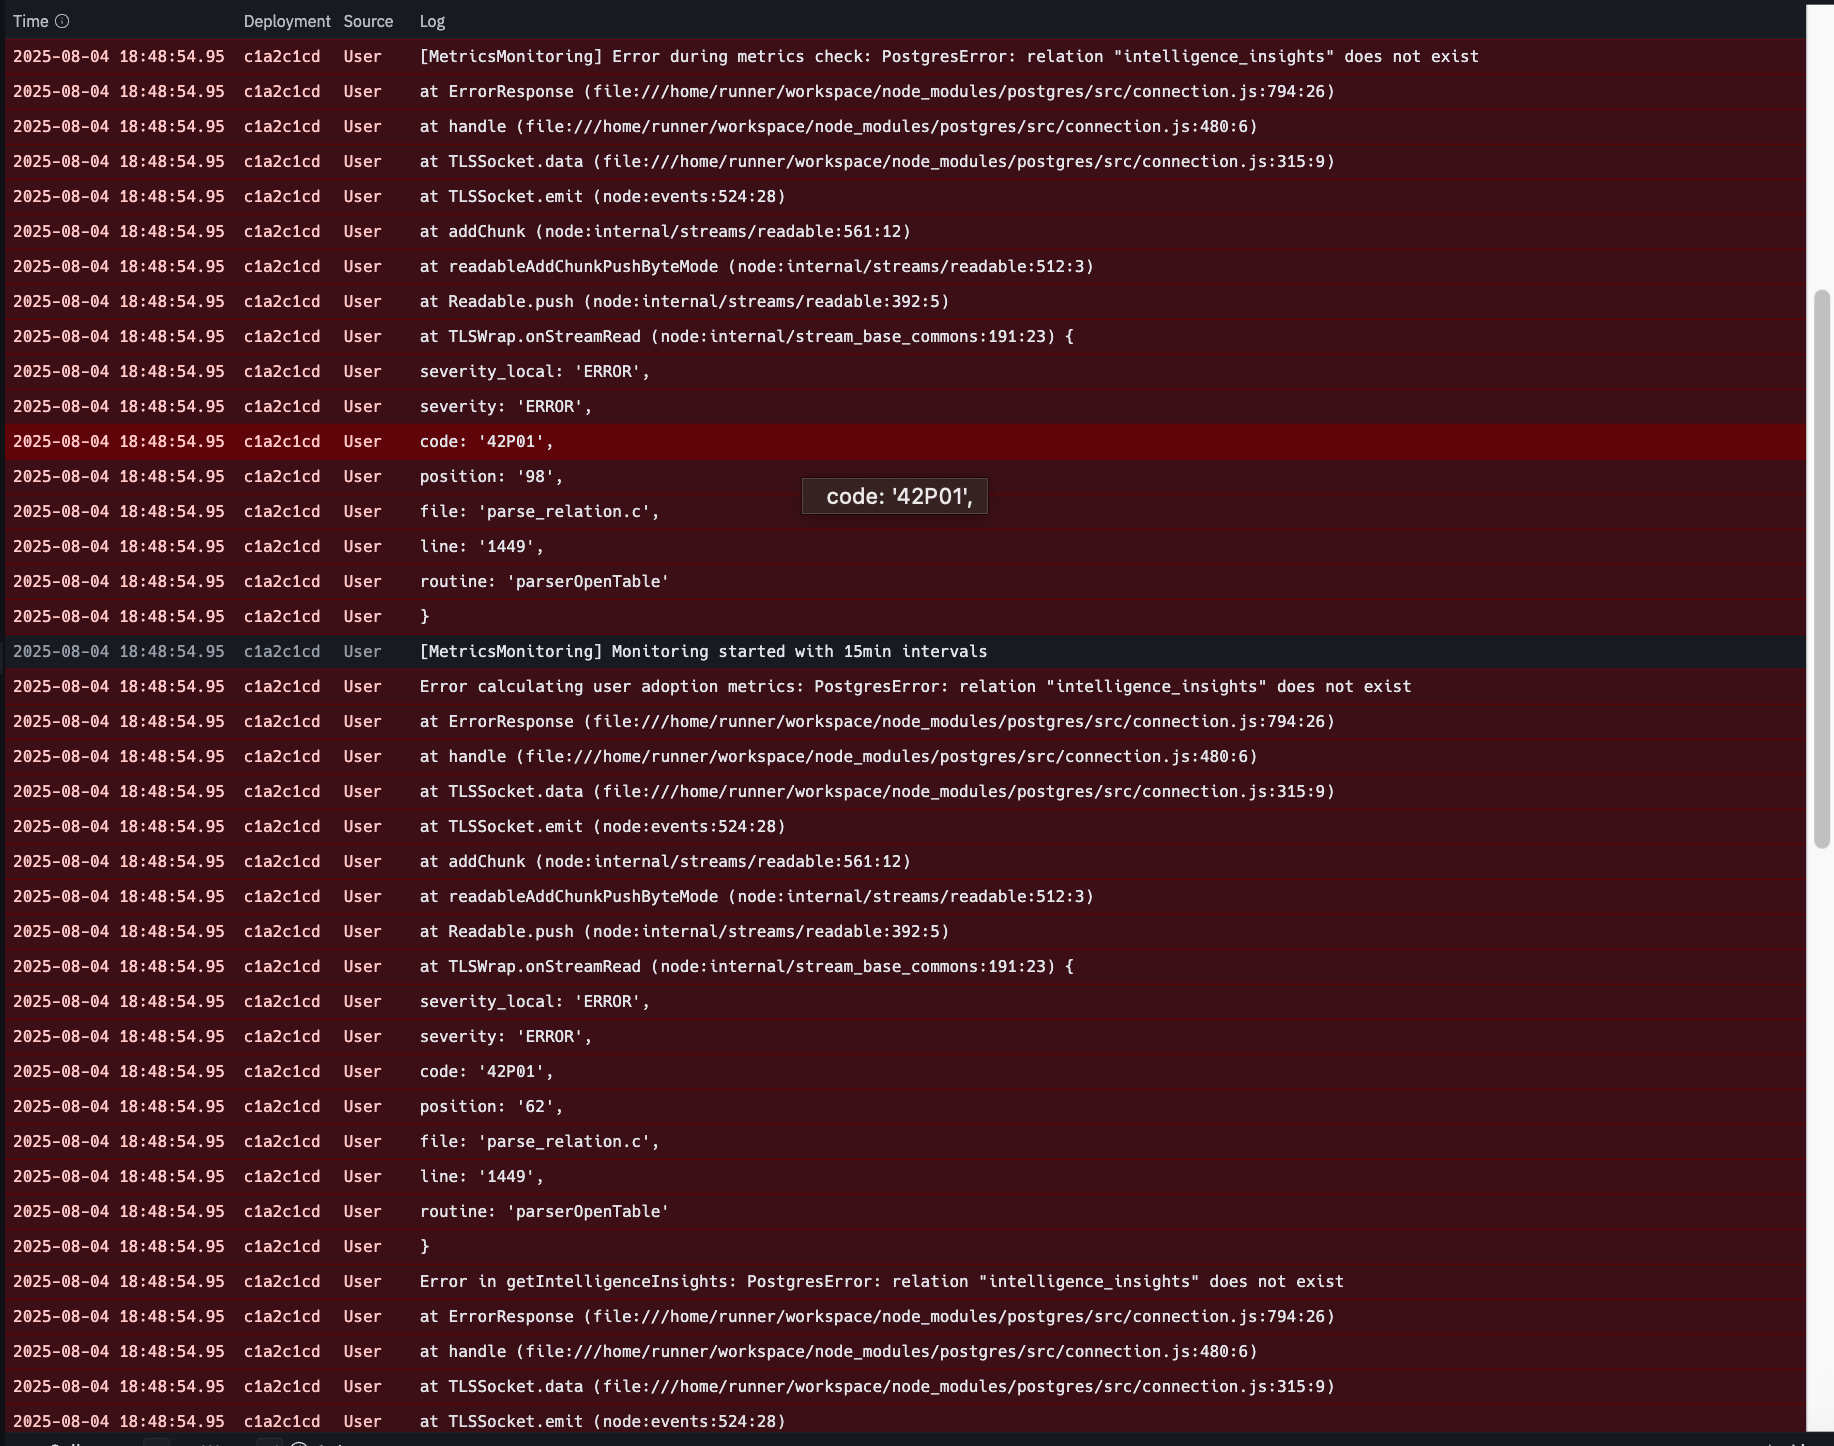 Time Deployment Source Log
2025-08-04 18:48:54.95 c1a2c1cd User [MetricsMonitoring] Error during metrics check: PostgresError: relation "intelligence_insights" does not exist
2025-08-04 18:48:54.95 c1a2c1cd User at ErrorResponse (file:///home/runner/workspace/node_modules/postgres/src/connection.js:794:26)
2025-08-04 18:48:54.95 c1a2c1cd User at handle (file:///home/runner/workspace/node_modules/postgres/src/connection.js:480:6)
2025-08-04 18:48:54.95 c1a2c1cd User at TLSSocket.data (file:///home/runner/workspace/node_modules/postgres/src/connection.js:315:9)
2025-08-04 18:48:54.95 c1a2c1cd User at TLSSocket.emit (node:events:524:28)
2025-08-04 18:48:54.95 c1a2c1cd User at addChunk (node:internal/streams/readable:561:12)
2025-08-04 18:48:54.95 c1a2c1cd User at readableAddChunkPushByteMode (node:internal/streams/readable:512:3)
2025-08-04 18:48:54.95 c1a2c1cd User at Readable.push (node:internal/streams/readable:392:5)
2025-08-04 18:48:54.95 c1a2c1cd User at TLSWrap.onStreamRead (node:internal/stream_base_commons:191:23) {
2025-08-04 18:48:54.95 c1a2c1cd User severity_local: 'ERROR',
2025-08-04 18:48:54.95 c1a2c1cd User severity: 'ERROR',
2025-08-04 18:48:54.95 c1a2c1cd User code: '42P01',
2025-08-04 18:48:54.95 c1a2c1cd User position: '98',
code: '42P01',
2025-08-04 18:48:54.95 c1a2c1cd User file: 'parse_relation.c',
2025-08-04 18:48:54.95 c1a2c1cd User line: '1449',
2025-08-04 18:48:54.95 c1a2c1cd User routine: 'parserOpenTable'
2025-08-04 18:48:54.95 c1a2c1cd User }
2025-08-04 18:48:54.95 c1a2c1cd User [MetricsMonitoring] Monitoring started with 15min intervals
2025-08-04 18:48:54.95 c1a2c1cd User Error calculating user adoption metrics: PostgresError: relation "intelligence_insights" does not exist
2025-08-04 18:48:54.95 c1a2c1cd User at ErrorResponse (file:///home/runner/workspace/node_modules/postgres/src/connection.js:794:26)
2025-08-04 18:48:54.95 c1a2c1cd User at handle (file:///home/runner/workspace/node_modules/postgres/src/connection.js:480:6)
2025-08-04 18:48:54.95 c1a2c1cd User at TLSSocket.data (file:///home/runner/workspace/node_modules/postgres/src/connection.js:315:9)
2025-08-04 18:48:54.95 c1a2c1cd User at TLSSocket.emit (node:events:524:28)
2025-08-04 18:48:54.95 c1a2c1cd User at addChunk (node:internal/streams/readable:561:12)
2025-08-04 18:48:54.95 c1a2c1cd User at readableAddChunkPushByteMode (node:internal/streams/readable:512:3)
2025-08-04 18:48:54.95 c1a2c1cd User at Readable.push (node:internal/streams/readable:392:5)
2025-08-04 18:48:54.95 c1a2c1cd User at TLSWrap.onStreamRead (node:internal/stream_base_commons:191:23) {
2025-08-04 18:48:54.95 c1a2c1cd User severity_local: 'ERROR',
2025-08-04 18:48:54.95 c1a2c1cd User severity: 'ERROR',
2025-08-04 18:48:54.95 c1a2c1cd User code: '42P01',
2025-08-04 18:48:54.95 c1a2c1cd User position: '62',
2025-08-04 18:48:54.95 c1a2c1cd User file: 'parse_relation.c',
2025-08-04 18:48:54.95 c1a2c1cd User line: '1449',
2025-08-04 18:48:54.95 c1a2c1cd User routine: 'parserOpenTable'
2025-08-04 18:48:54.95 c1a2c1cd User }
2025-08-04 18:48:54.95 c1a2c1cd User Error in getIntelligenceInsights: PostgresError: relation "intelligence_insights" does not exist
2025-08-04 18:48:54.95 c1a2c1cd User at ErrorResponse (file:///home/runner/workspace/node_modules/postgres/src/connection.js:794:26)
2025-08-04 18:48:54.95 c1a2c1cd User at handle (file:///home/runner/workspace/node_modules/postgres/src/connection.js:480:6)
2025-08-04 18:48:54.95 c1a2c1cd User at TLSSocket.data (file:///home/runner/workspace/node_modules/postgres/src/connection.js:315:9)
2025-08-04 18:48:54.95 c1a2c1cd User at TLSSocket.emit (node:events:524:28)